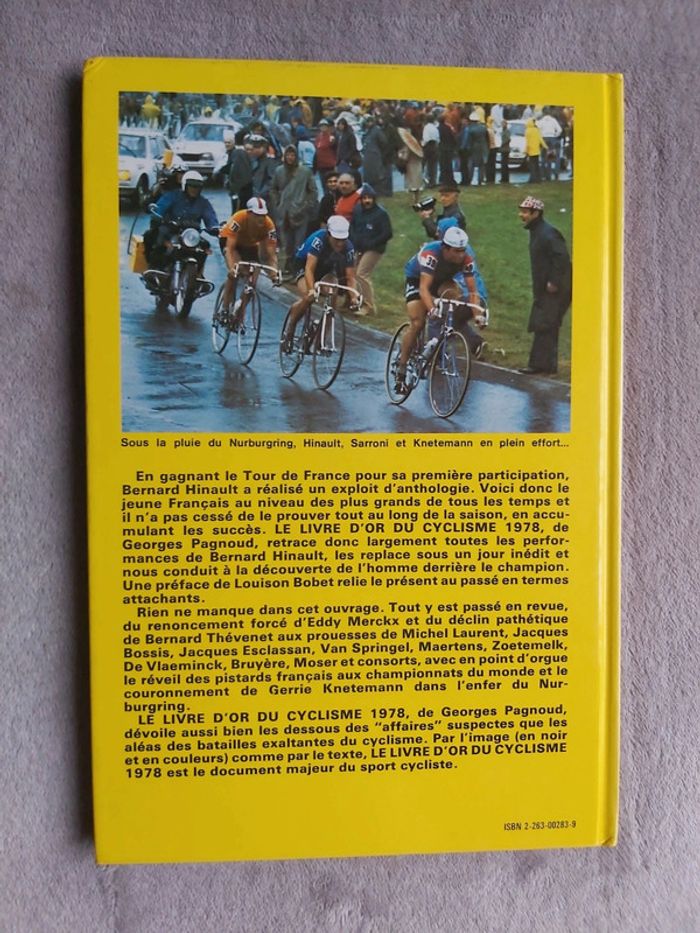 Sous la pluie du Nurburgring, Hinault, Sarroni et Knetemann en plein effort...
En gagnant le Tour de France pour sa première participation,
Bernard Hinault a réalisé un exploit d'anthologie. Voici donc le
jeune Français au niveau des plus grands de tous les temps et
il n'a pas cessé de le prouver tout au long de la saison, en accu-
mulant les succès. LE LIVRE D'OR DU CYCLISME 1978, de
Georges Pagnoud, retrace donc largement toutes les perfor-
mances de Bernard Hinault, les replace sous un jour inédit et
nous conduit à la découverte de l'homme derrière le champion.
Une préface de Louison Bobet relie le présent au passé en termes
attachants.
Rien ne manque dans cet ouvrage. Tout y est passé en revue,
du renoncement forcé d'Eddy Merckx et du déclin pathétique
de Bernard Thévenet aux prouesses de Michel Laurent, Jacques
Bossis, Jacques Esclassan, Van Springel, Maertens, Zoetemelk,
De Vlaeminck, Bruyère, Moser et consorts, avec en point d'orgue
le réveil des pistards français aux championnats du monde et le
couronnement de Gerrie Knetemann dans l'enfer du Nur-
burgring.
LE LIVRE D'OR DU CYCLISME 1978, de Georges Pagnoud,
dévoile aussi bien les dessous des "affaires" suspectes que les
aléas des batailles exaltantes du cyclisme. Par l'image (en noir
et en couleurs) comme par le texte, LE LIVRE D'OR DU CYCLISME
1978 est le document majeur du sport cycliste.
ISBN 2-263-00283-9